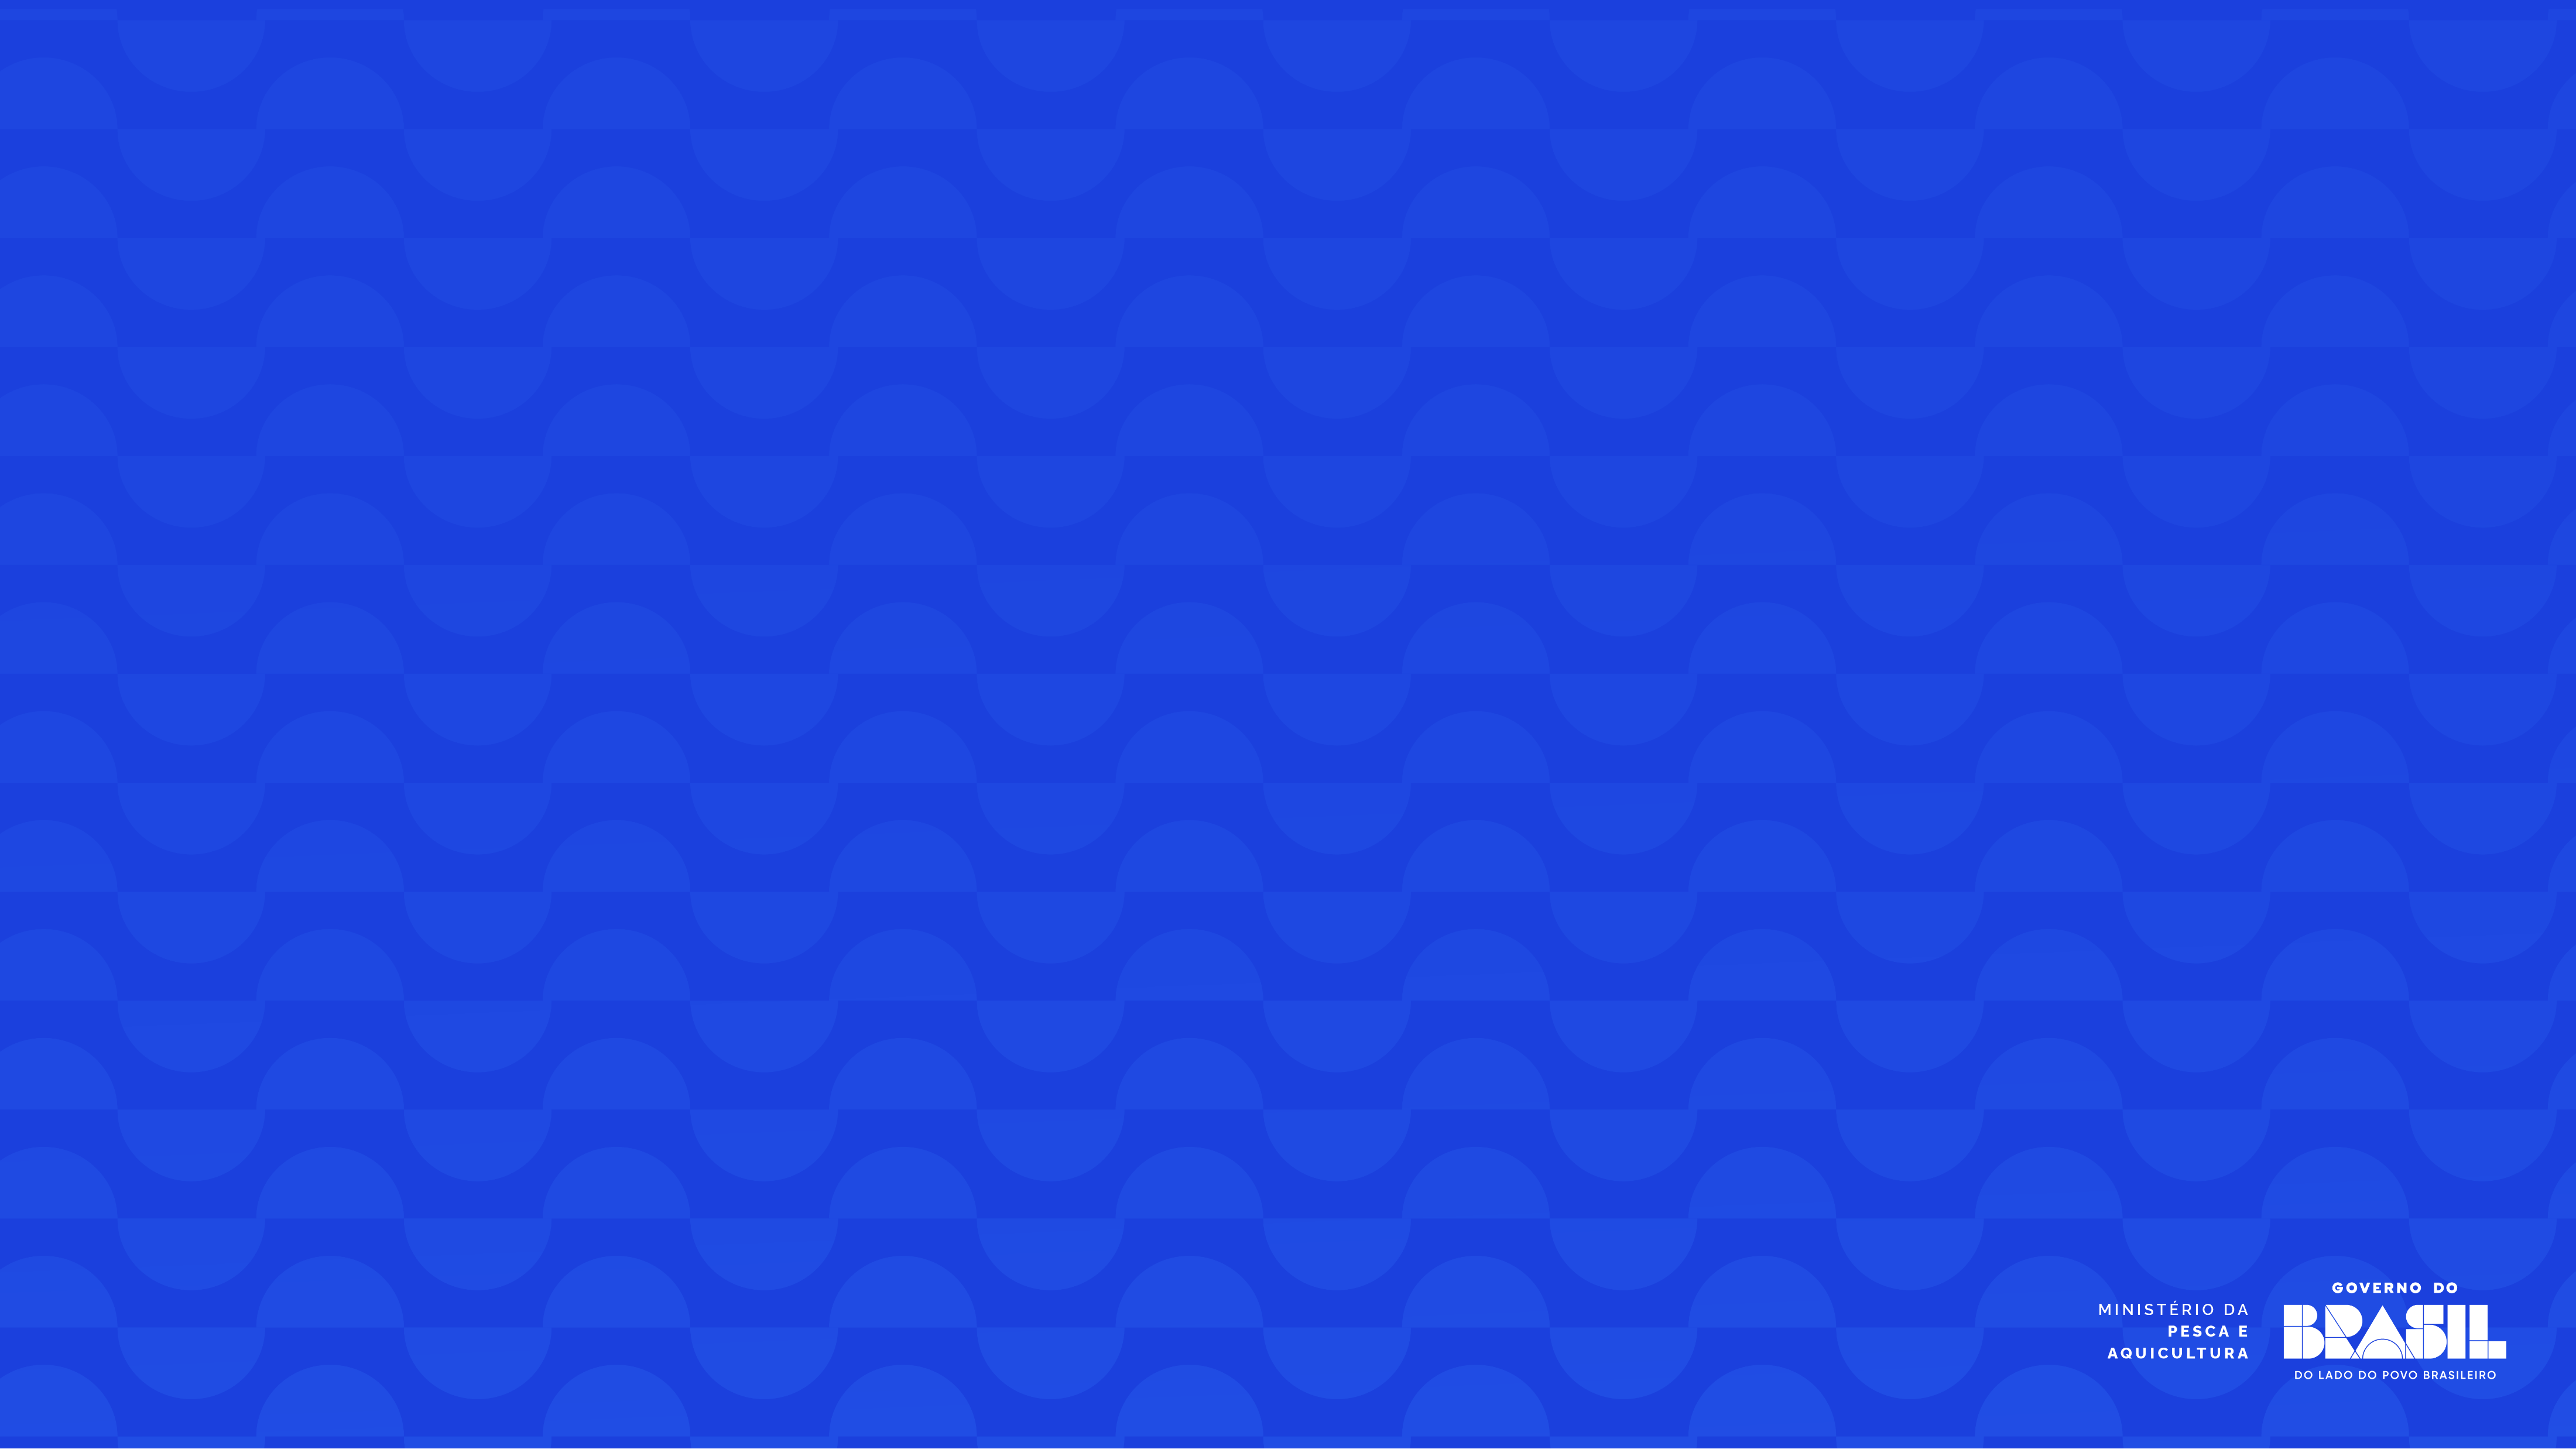 MINISTÉRIO DA
PESCA E
AQUICULTURA
GOVERNO DO
BRASIL
DO LADO DO POVO BRASILEIRO